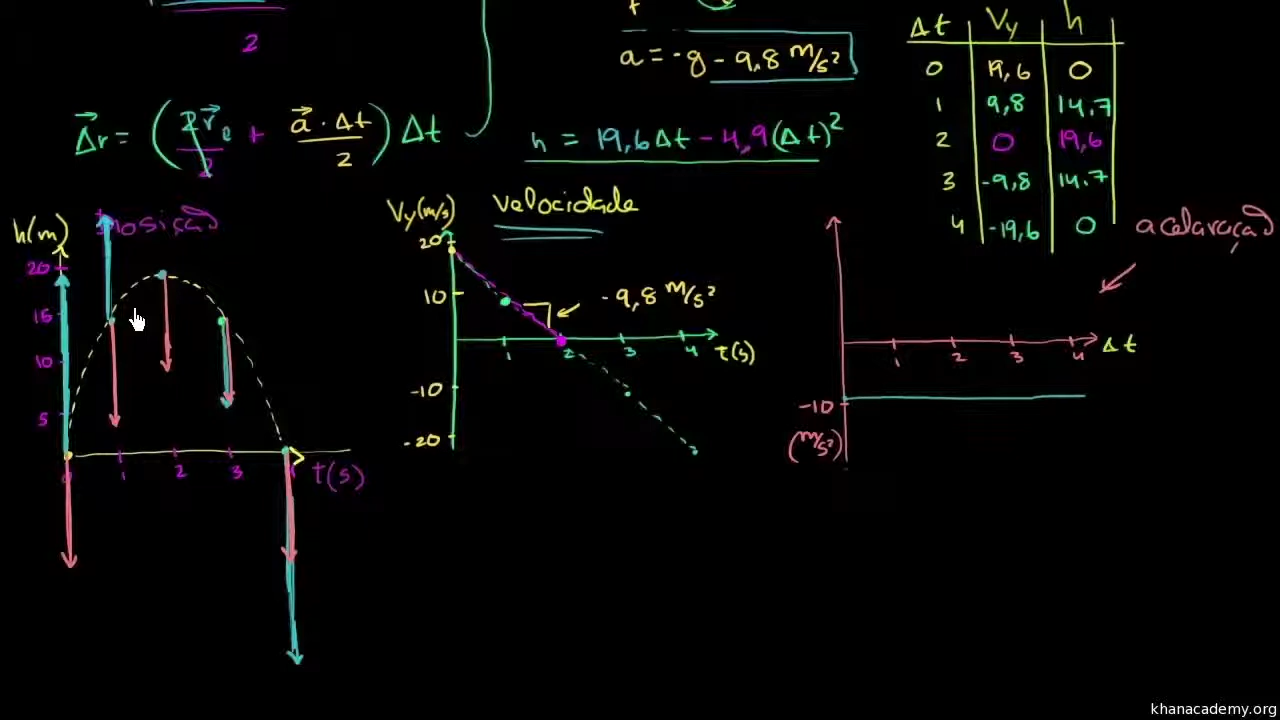 2
a = -g - 9,8 m/s²
Δt Vy h
0 19,6 0
1 9,8 14.7
2 0 19,6
3 -9,8 14.7
4 -19,6 0
Δr = (2r₀/2 + a · Δt/2) Δt
h = 19,6Δt - 4,9(Δt)²
posição
h(m)
20
15
10
5
0 1 2 3
t(s)
velocidade
Vy(m/s)
20
10
-10
-20
1 2 3 4
t(s)
-9,8 m/s²
acelaração
1 2 3 4
Δt
-10
(m/s²)
khanacademy.org